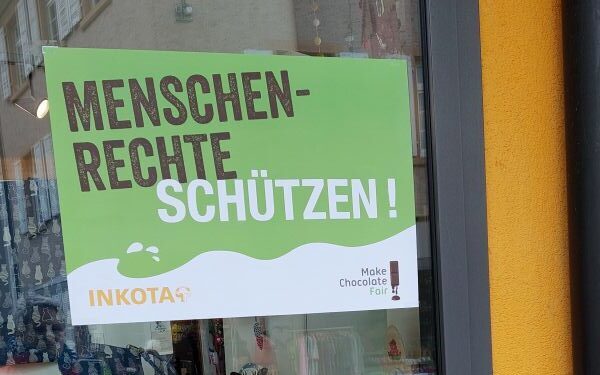 MENSCHEN-
RECHTE
SCHÜTZEN!
INKOTA
Make
Chocolate
Fair!